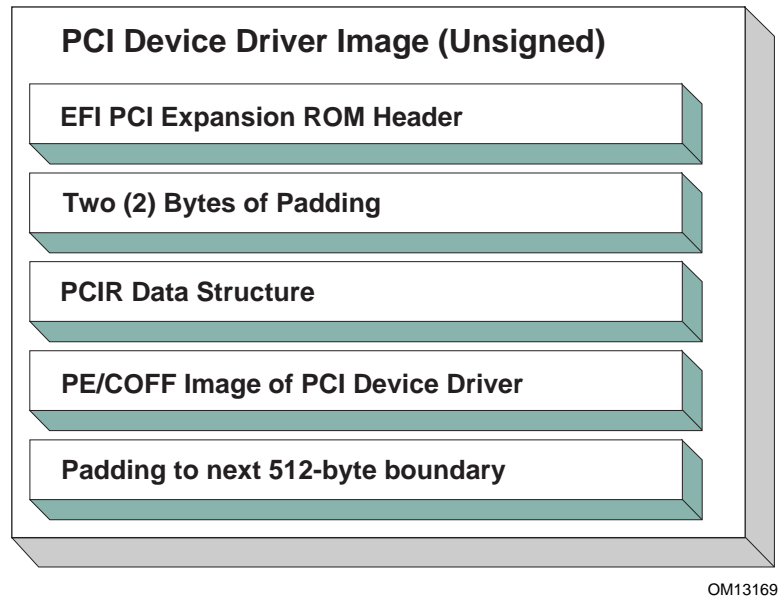 PCI Device Driver Image (Unsigned)
EFI PCI Expansion ROM Header
Two (2) Bytes of Padding
PCIR Data Structure
PE/COFF Image of PCI Device Driver
Padding to next 512-byte boundary
OM13169